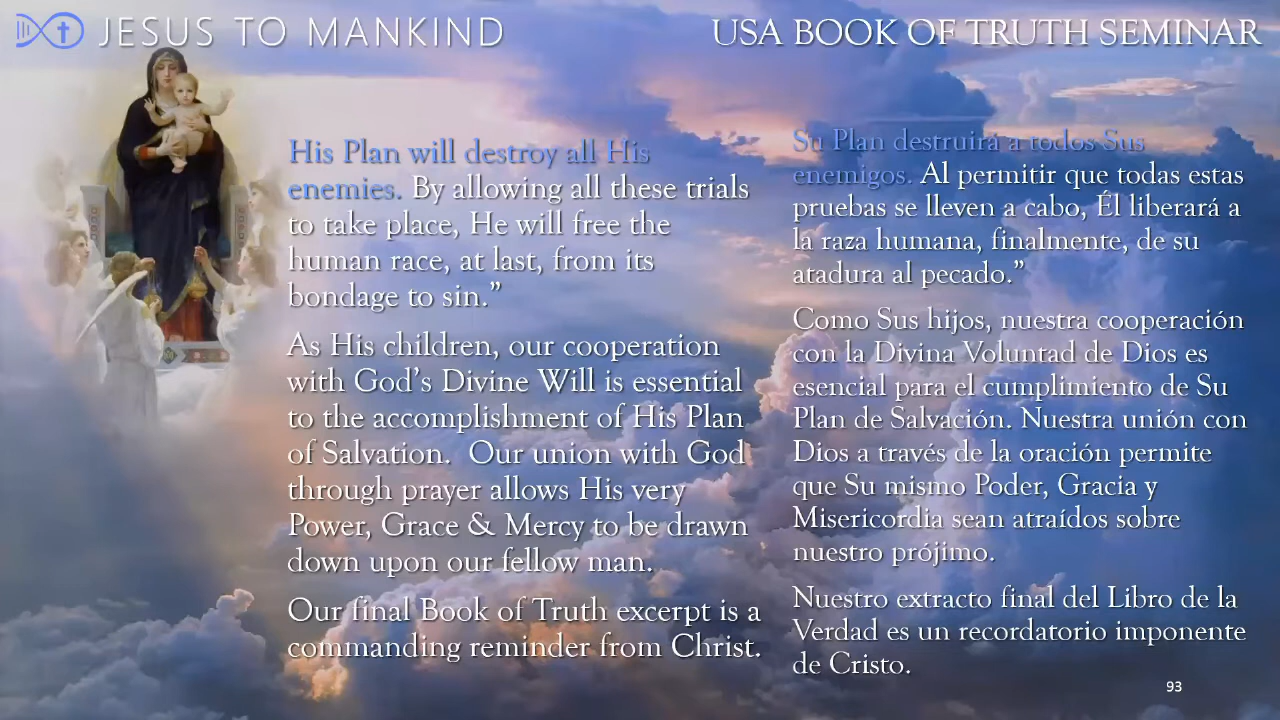 JESUS TO MANKIND
USA BOOK OF TRUTH SEMINAR
His Plan will destroy all His
enemies. By allowing all these trials
to take place, He will free the
human race, at last, from its
bondage to sin.”
As His children, our cooperation
with God’s Divine Will is essential
to the accomplishment of His Plan
of Salvation. Our union with God
through prayer allows His very
Power, Grace & Mercy to be drawn
down upon our fellow man.
Our final Book of Truth excerpt is a
commanding reminder from Christ.
Su Plan destruirá a todos Sus
enemigos. Al permitir que todas estas
pruebas se lleven a cabo, Él liberará a
la raza humana, finalmente, de su
atadura al pecado.”
Como Sus hijos, nuestra cooperación
con la Divina Voluntad de Dios es
esencial para el cumplimiento de Su
Plan de Salvación. Nuestra unión con
Dios a través de la oración permite
que Su mismo Poder, Gracia y
Misericordia sean atraídos sobre
nuestro prójimo.
Nuestro extracto final del Libro de la
Verdad es un recordatorio imponente
de Cristo.
93